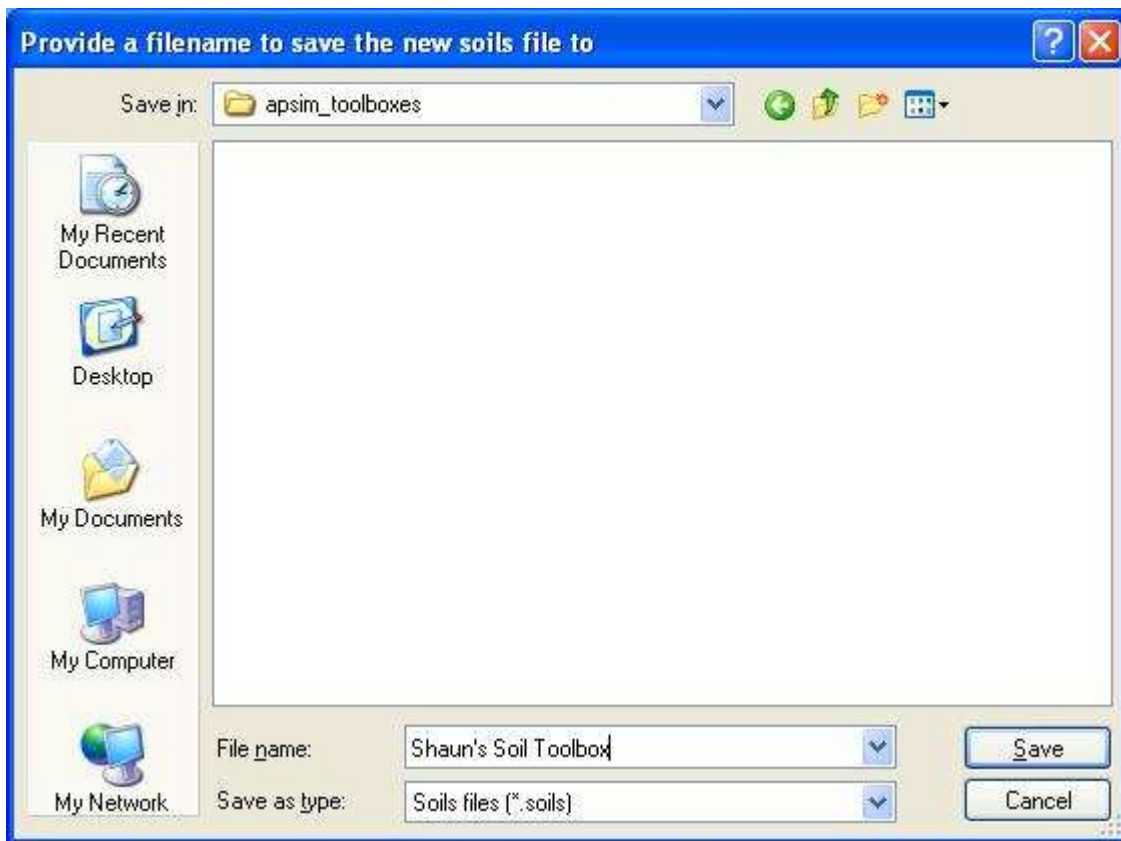 Provide a filename to save the new soils file to
Save in:
apsim_toolboxes
My Recent
Documents
Desktop
My Documents
My Computer
My Network
File name:
Shaun's Soil Toolbox
Save
Save as type:
Soils files (*.soils)
Cancel